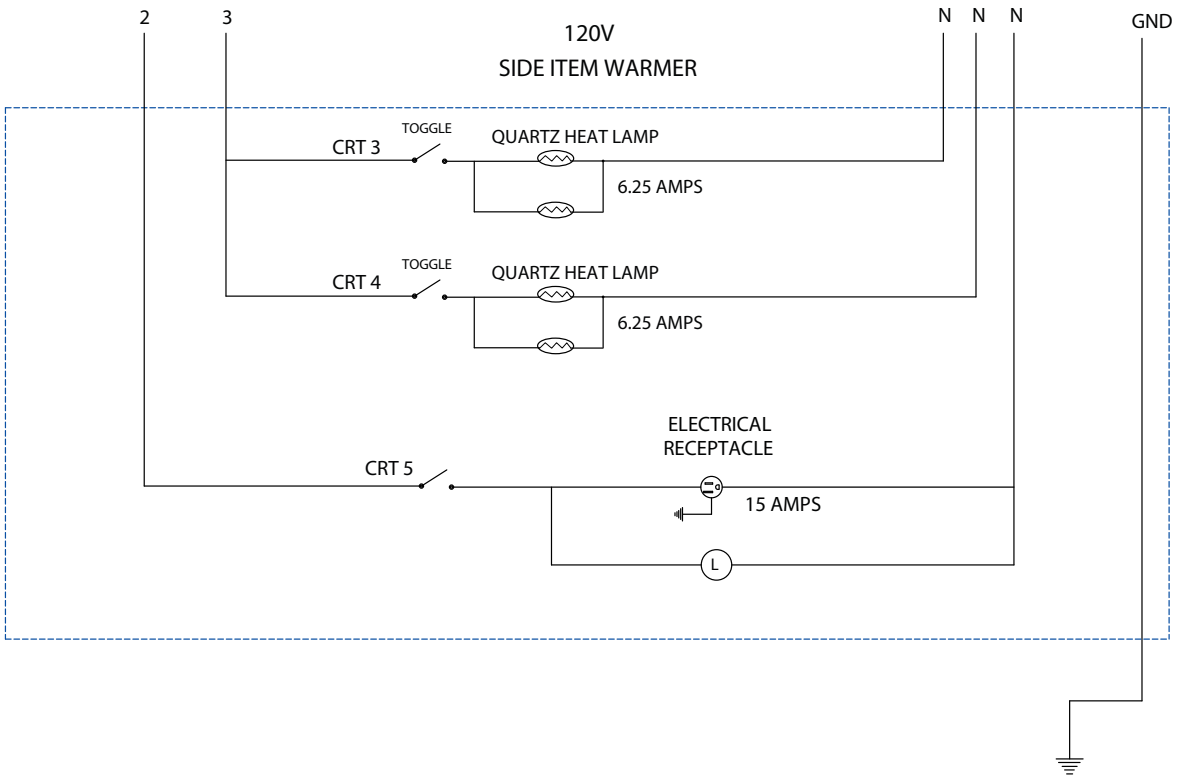 2 3 N N N GND
120V
SIDE ITEM WARMER
TOGGLE
CRT 3
QUARTZ HEAT LAMP
6.25 AMPS
TOGGLE
CRT 4
QUARTZ HEAT LAMP
6.25 AMPS
ELECTRICAL
RECEPTACLE
CRT 5
15 AMPS
L